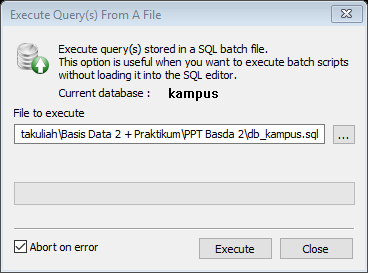 Execute Query(s) From A File
Execute query(s) stored in a SQL batch file.
This option is useful when you want to execute batch scripts
without loading it into the SQL editor.
Current database : kampus
File to execute
takuliah\Basis Data 2 + Praktikum\PPT Basda 2\db_kampus.sql
...
Abort on error
Execute
Close